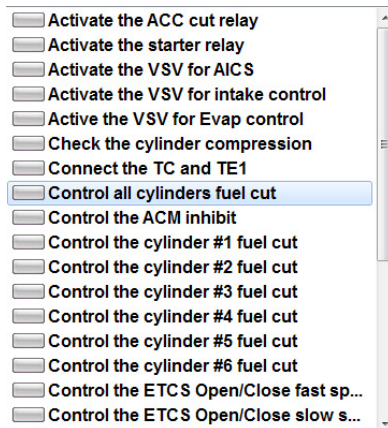 Activate the ACC cut relay
Activate the starter relay
Activate the VSV for AICS
Activate the VSV for intake control
Active the VSV for Evap control
Check the cylinder compression
Connect the TC and TE1
Control all cylinders fuel cut
Control the ACM inhibit
Control the cylinder #1 fuel cut
Control the cylinder #2 fuel cut
Control the cylinder #3 fuel cut
Control the cylinder #4 fuel cut
Control the cylinder #5 fuel cut
Control the cylinder #6 fuel cut
Control the ETCS Open/Close fast sp...
Control the ETCS Open/Close slow s...